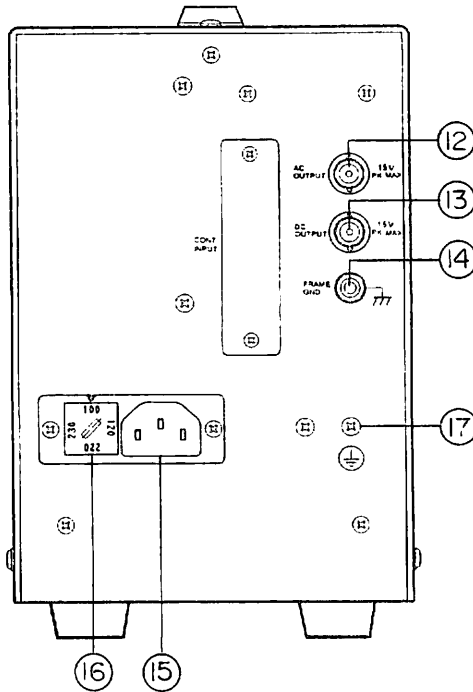 AC
OUTPUT
15V
PK MAX
12
DC
OUTPUT
15V
PK MAX
13
FRAME
GND
14
CONT
INPUT
100
120
220
230
17
16
15